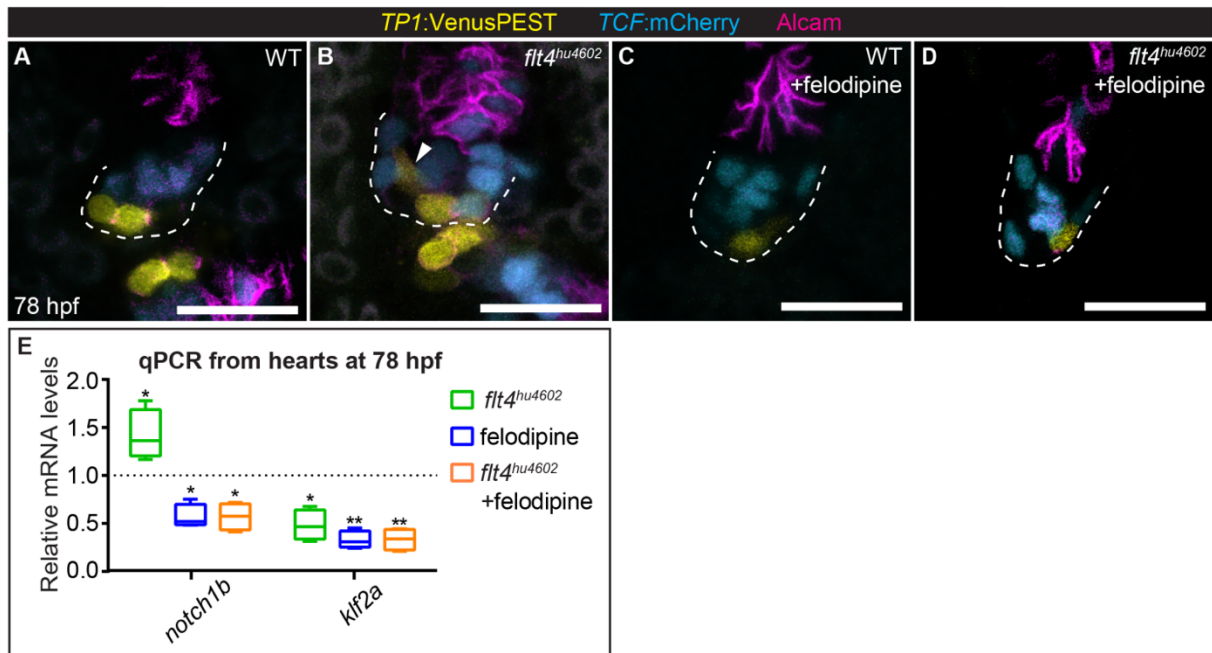 TP1:VenusPEST TCF:mCherry Alcam
A WT
78 hpf
B flt4hu4602
C WT
+felodipine
D flt4hu4602
+felodipine
E qPCR from hearts at 78 hpf
Relative mRNA levels
2.0
1.5
1.0
0.5
0.0
*
*
*
*
**
**
notch1b
klf2a
flt4hu4602
felodipine
flt4hu4602
+felodipine